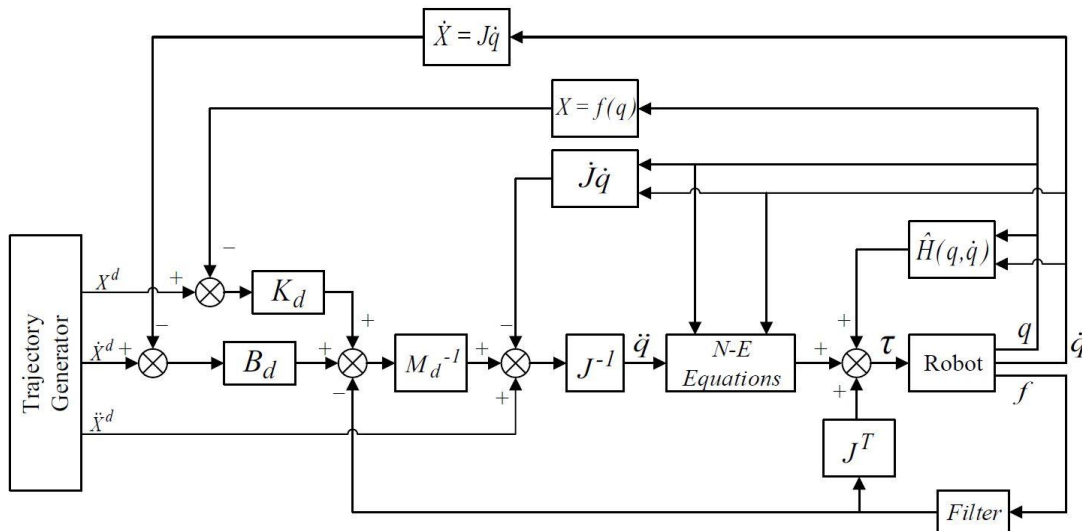 Ẋ = Jq̇
X = f(q)
J̇q̇
Ĥ(q,q̇)
Trajectory
Generator
X^d
+
−
K_d
+
Ẋ^d
+
−
B_d
+
−
M_d^{-1}
+
−
+
J^{-1}
q̈
N-E
Equations
+
+
+
τ
Robot
q
q̇
f
Ẍ^d
J^T
Filter